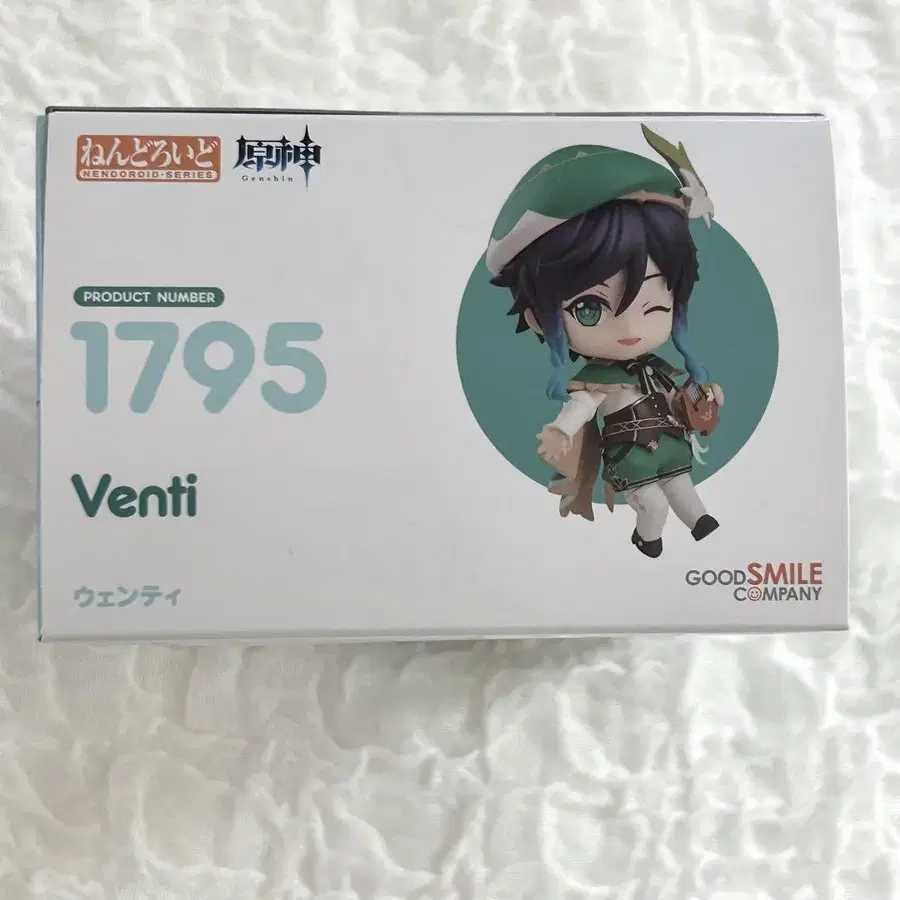 ねんどろいど
NENDOROID・SERIES
原神
Genshin
PRODUCT NUMBER
1795
Venti
ウェンティ
GOOD SMILE
COMPANY